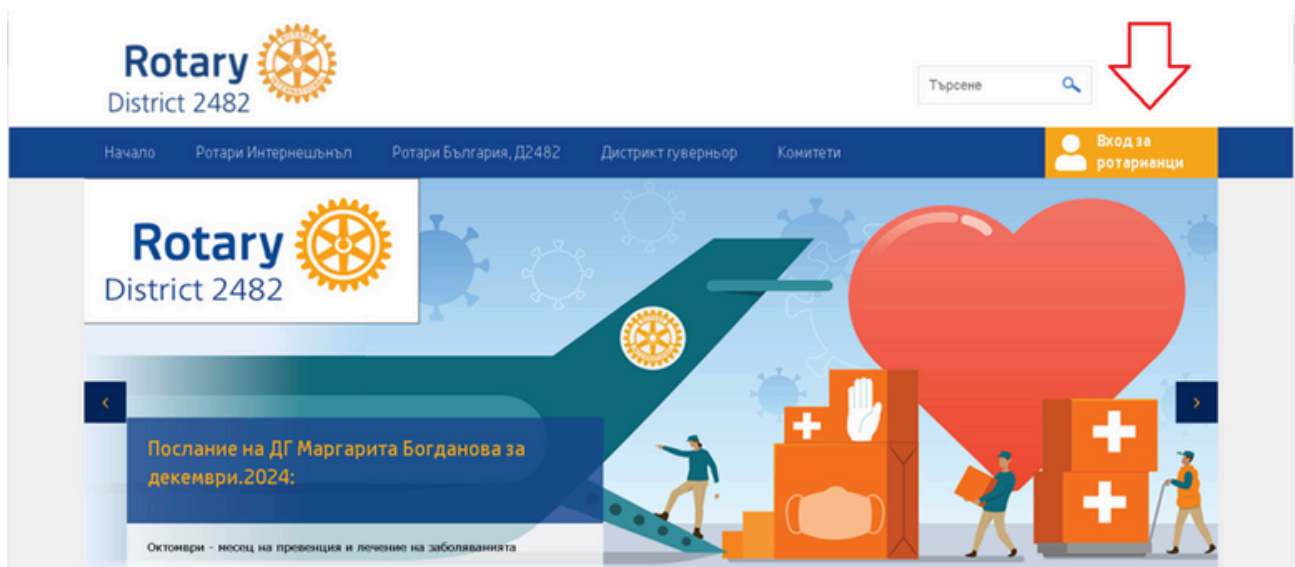 Rotary
District 2482
Търсене
Начало
Ротари Интернешънъл
Ротари България, Д2482
Дистрикт гуверньор
Комитети
Вход за
ротарианци
Rotary
District 2482
Послание на ДГ Маргарита Богданова за
декември.2024:
Октомври - месец на превенция и лечение на заболяванията